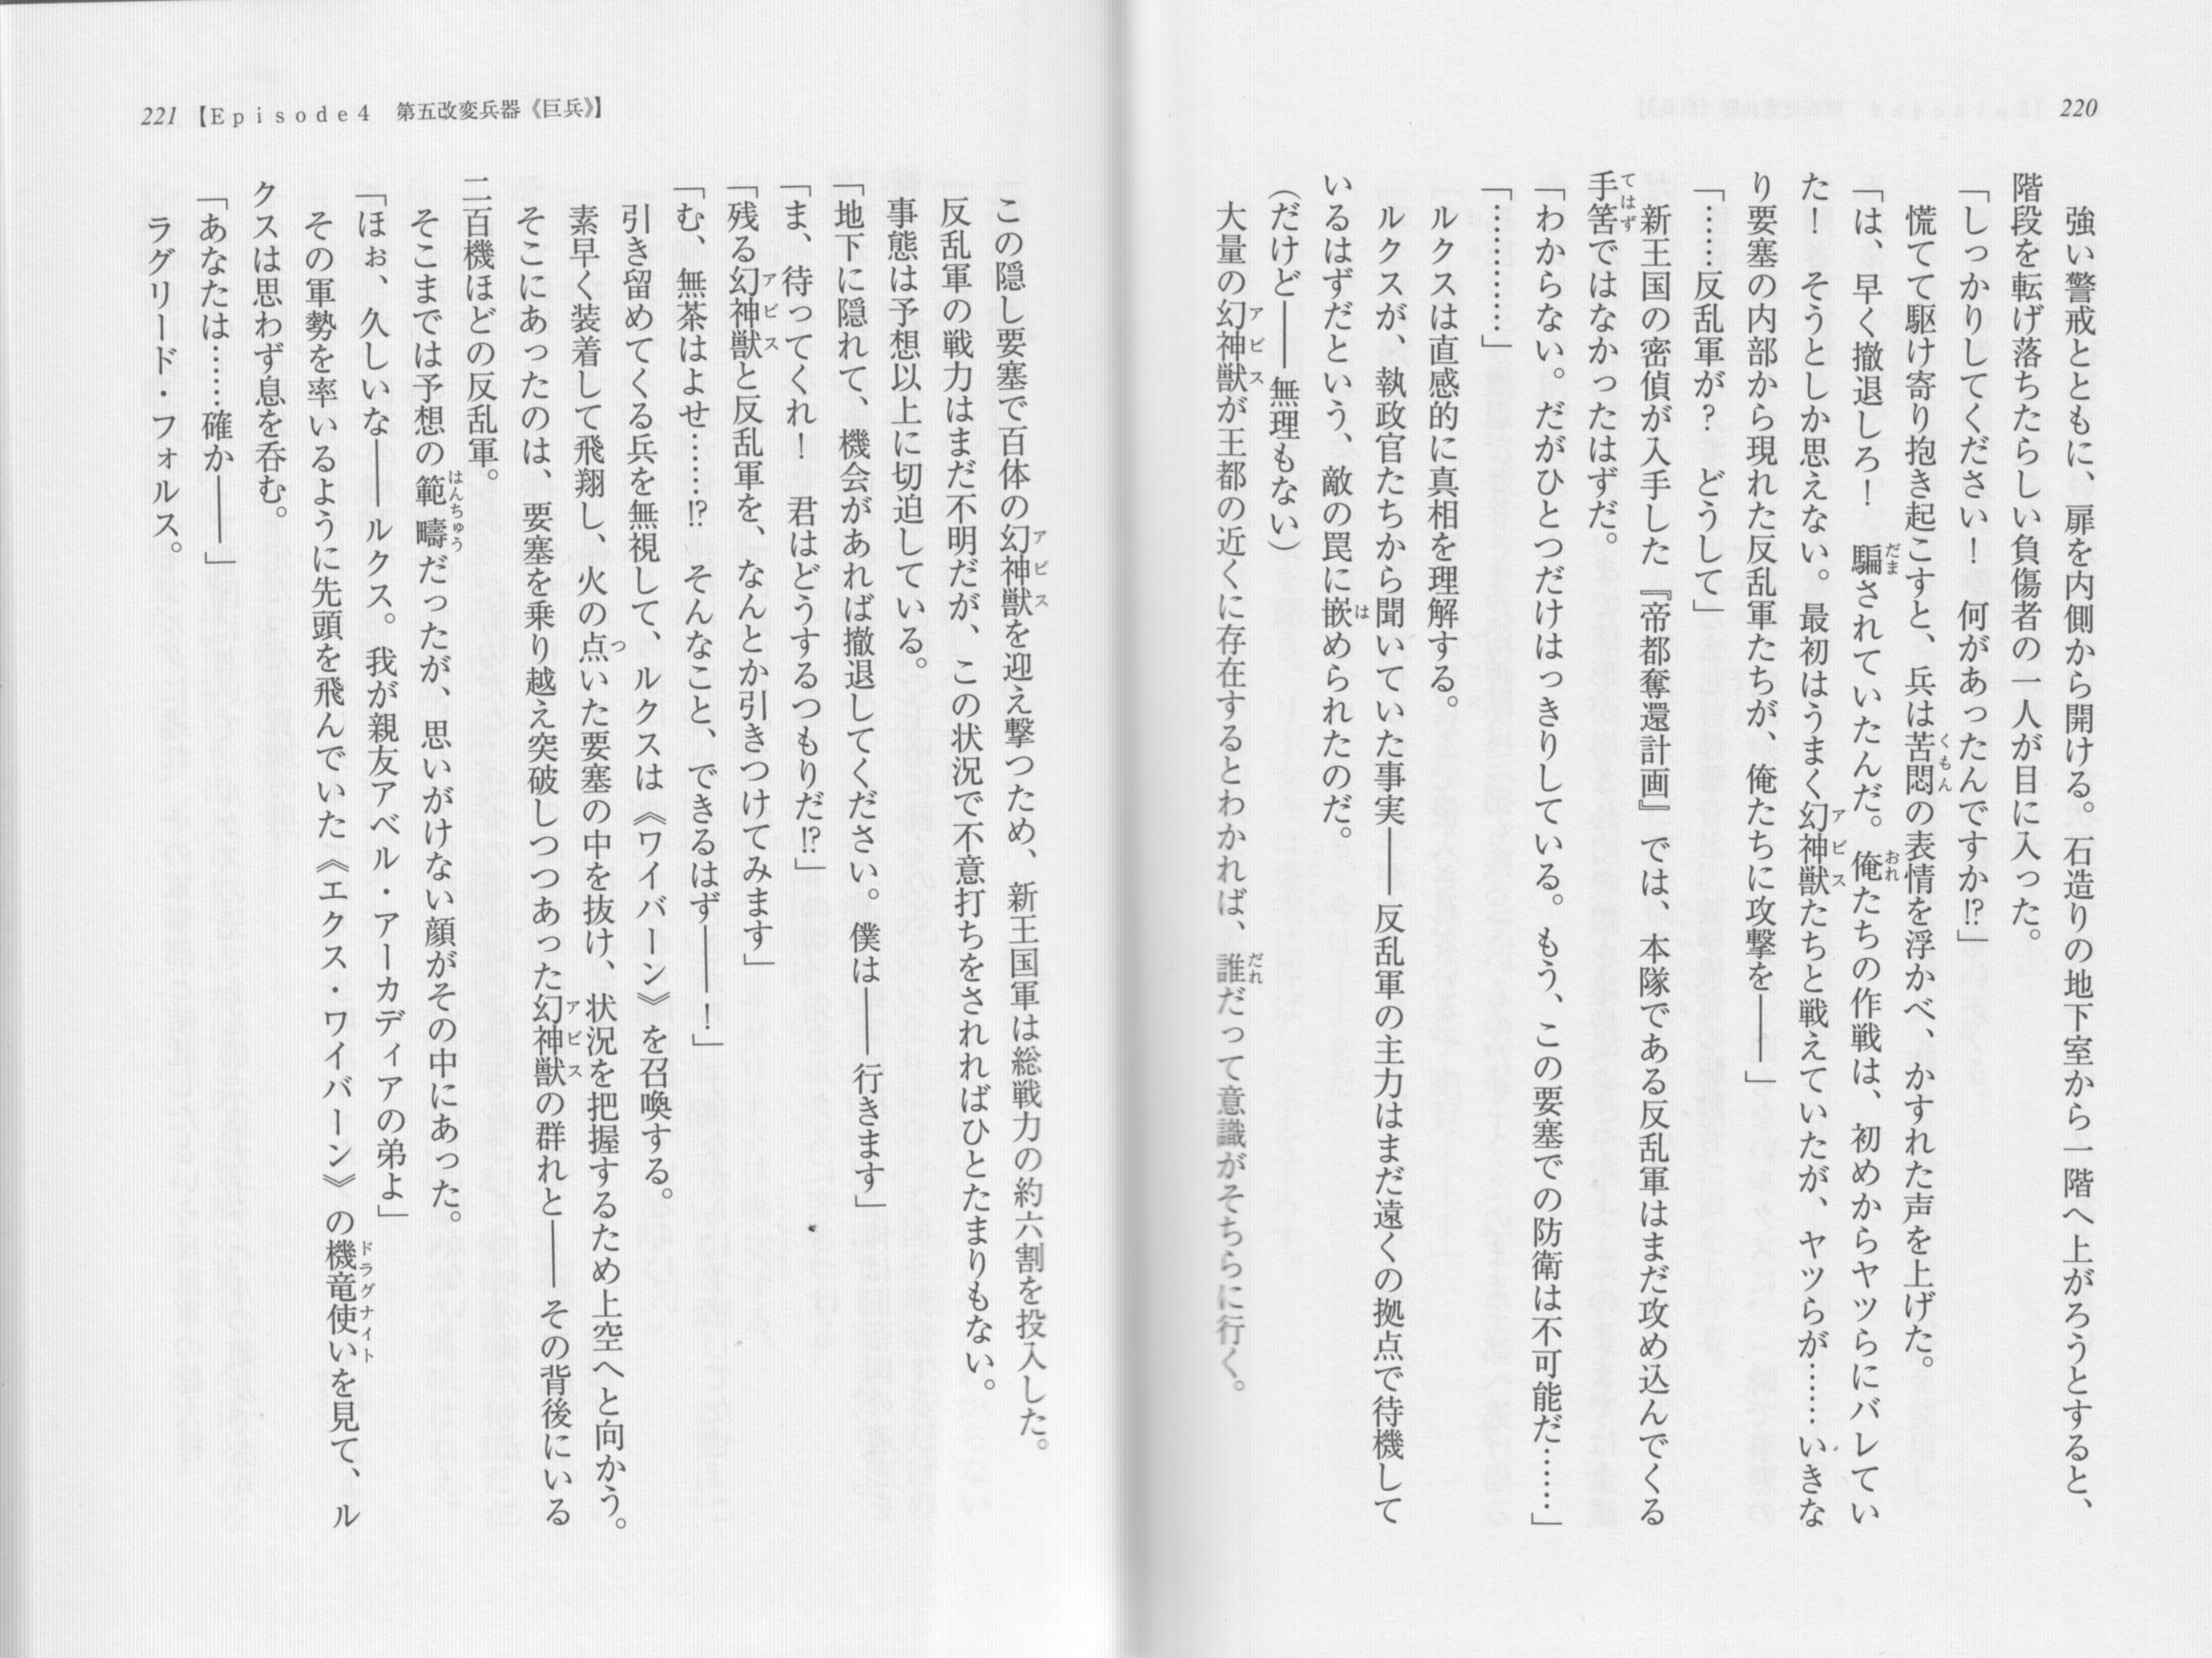 220
強い警戒とともに、扉を内側から開ける。石造りの地下室から一階へ上がろうとすると、
階段を転げ落ちたらしい負傷者の一人が目に入った。
「しっかりしてください！　何があったんですか!?」
慌てて駆け寄り抱き起こすと、兵は苦悶の表情を浮かべ、かすれた声を上げた。
「は、早く撤退しろ！　騙されていたんだ。俺たちの作戦は、初めからヤツらにバレてい
た！　そうとしか思えない。最初はうまく幻神獣たちと戦えていたが、ヤツらが……いきな
り要塞の内部から現れた反乱軍たちが、俺たちに攻撃を――」
「……反乱軍が？　どうして」
新王国の密偵が入手した『帝都奪還計画』では、本隊である反乱軍はまだ攻め込んでくる
手筈ではなかったはずだ。
「わからない。だがひとつだけはっきりしている。もう、この要塞での防衛は不可能だ……」
「…………」
ルクスは直感的に真相を理解する。
ルクスが、執政官たちから聞いていた事実――反乱軍の主力はまだ遠くの拠点で待機して
いるはずだという、敵の罠に嵌められたのだ。
（だけど――無理もない）
大量の幻神獣が王都の近くに存在するとわかれば、誰だって意識がそちらに行く。
221【Episode4　第五改変兵器《巨兵》】
この隠し要塞で百体の幻神獣を迎え撃つため、新王国軍は総戦力の約六割を投入した。
反乱軍の戦力はまだ不明だが、この状況で不意打ちをされればひとたまりもない。
事態は予想以上に切迫している。
「地下に隠れて、機会があれば撤退してください。僕は――行きます」
「ま、待ってくれ！　君はどうするつもりだ!?」
「残る幻神獣と反乱軍を、なんとか引きつけてみます」
「む、無茶はよせ……!?　そんなこと、できるはず――！」
引き留めてくる兵を無視して、ルクスは《ワイバーン》を召喚する。
素早く装着して飛翔し、火の点いた要塞の中を抜け、状況を把握するため上空へと向かう。
そこにあったのは、要塞を乗り越え突破しつつあった幻神獣の群れと――その背後にいる
二百機ほどの反乱軍。
そこまでは予想の範疇だったが、思いがけない顔がその中にあった。
「ほぉ、久しいな――ルクス。我が親友アベル・アーカディアの弟よ」
その軍勢を率いるように先頭を飛んでいた《エクス・ワイバーン》の機竜使いを見て、ル
クスは思わず息を呑む。
「あなたは……確か――」
ラグリード・フォルス。